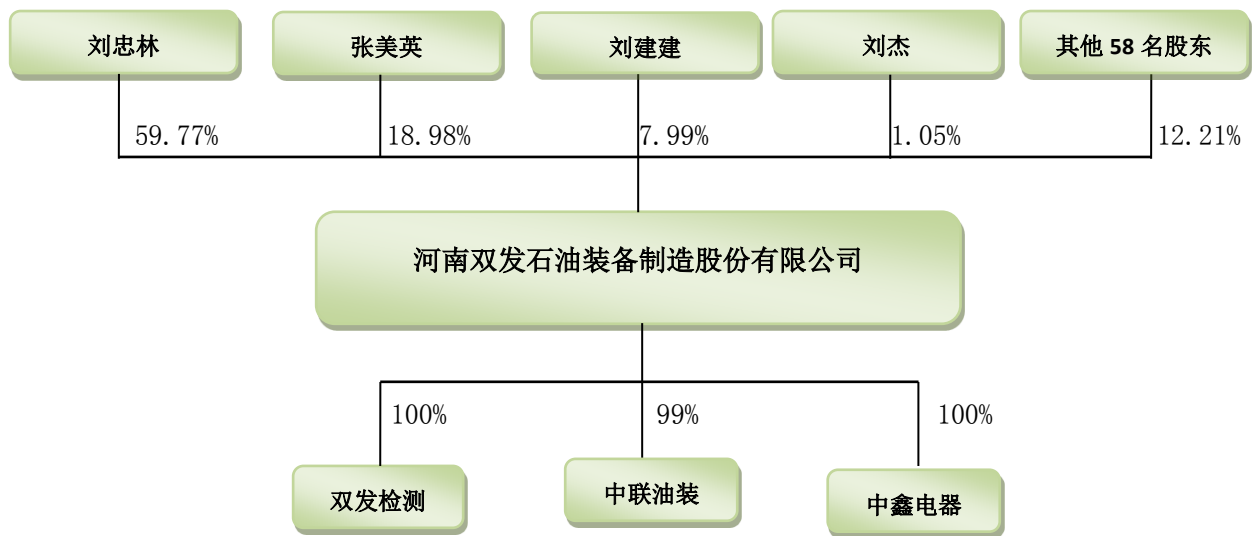 刘忠林
张美英
刘建建
刘杰
其他 58 名股东
59.77%
18.98%
7.99%
1.05%
12.21%
河南双发石油装备制造股份有限公司
100%
99%
100%
双发检测
中联油装
中鑫电器